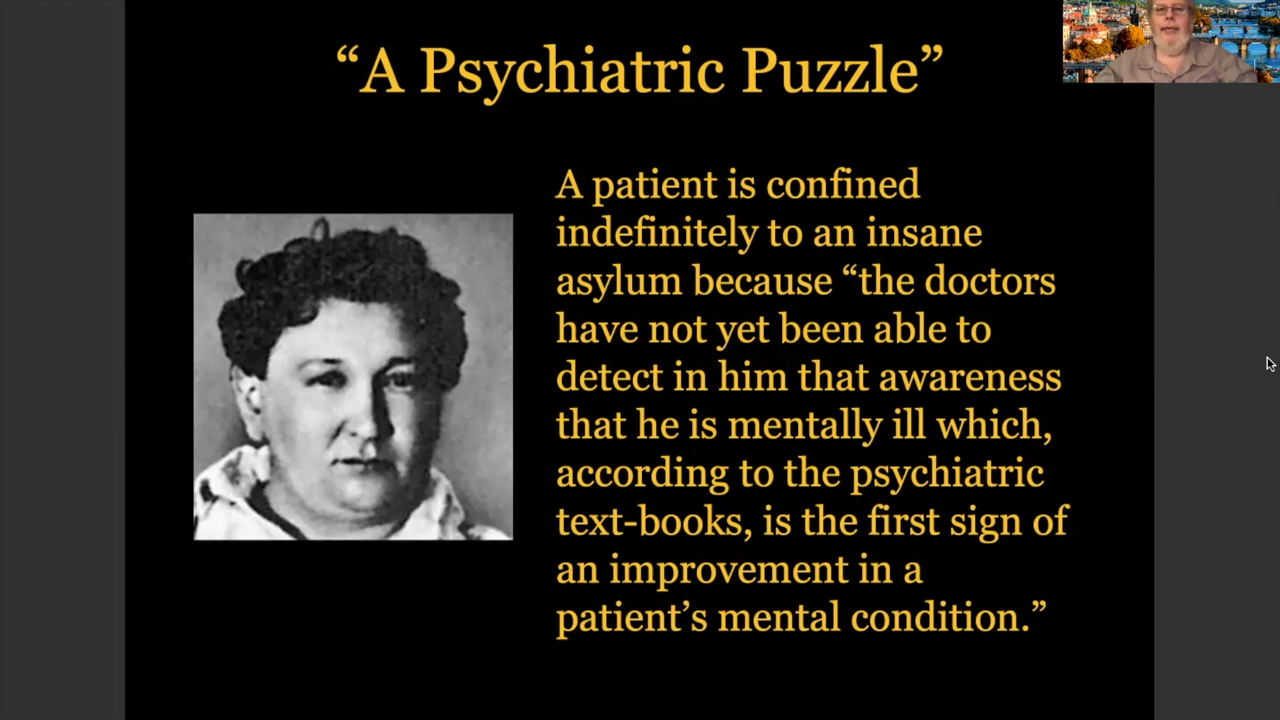 “A Psychiatric Puzzle”
A patient is confined
indefinitely to an insane
asylum because “the doctors
have not yet been able to
detect in him that awareness
that he is mentally ill which,
according to the psychiatric
text-books, is the first sign of
an improvement in a
patient’s mental condition.”